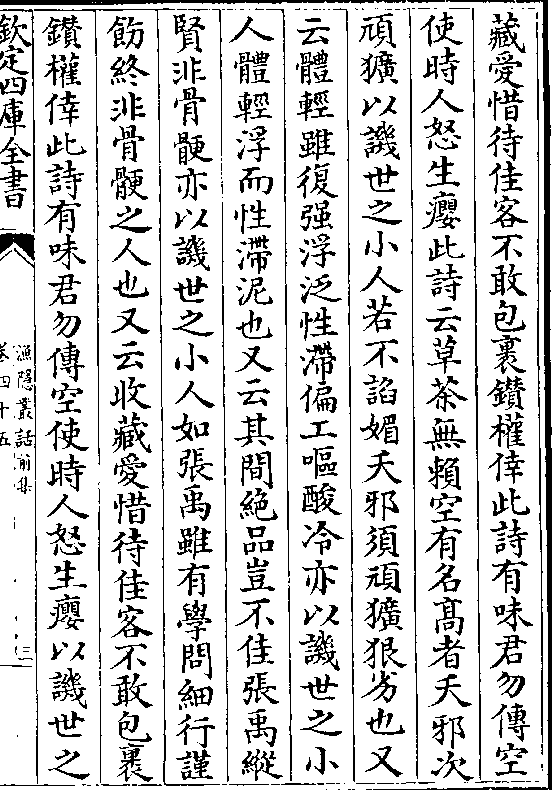 藏愛惜待佳客不敢包裹鑚權倖此詩有味君勿傳空
使時人怒生癭此詩云草茶無賴空有名髙者夭邪次
頑獷以譏世之小人若不謟媚夭邪須頑獷狠劣也又
云體輕雖復强浮泛性滯偏工嘔酸冷亦以譏世之小
人體輕浮而性滯泥也又云其間絶品豈不佳張禹縱
賢非骨骾亦以譏世之小人如張禹雖有學問細行謹
飭終非骨骾之人也又云收藏愛惜待佳客不敢包裹
鑚權倖此詩有味君勿傳空使時人怒生癭以譏世之
欽定四庫全書
漁隱叢話前集
卷四十五
三